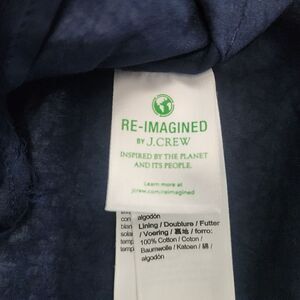 RE-IMAGINED
BY J.CREW
INSPIRED BY THE PLANET
AND ITS PEOPLE.
Learn more at
jcrew.com/reimagined
algodón
Lining / Doublure / Futter
/ Voering / 裏地 / forro:
100% Cotton / Coton /
Baumwolle / Katoen / 綿 /
algodón